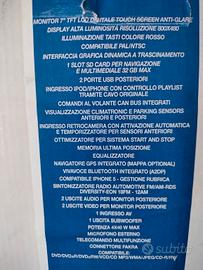 MONITOR 7" TFT LCD DIGITALE TOUCH SCREEN ANTI-GLARE
DISPLAY ALTA LUMINOSITÀ RISOLUZIONE 800X480
ILLUMINAZIONE TASTI COLORE ROSSO
COMPATIBILE PAL/NTSC
INTERFACCIA GRAFICA DINAMICA A TRASCINAMENTO
1 SLOT SD CARD PER NAVIGAZIONE
E MULTIMEDIALE 32 GB MAX
2 PORTE USB POSTERIORI
INGRESSO IPOD/IPHONE CON CONTROLLO PLAYLIST
TRAMITE CAVO ORIGINALE
COMANDI AL VOLANTE CAN BUS INTEGRATI
VISUALIZZAZIONE CLIMATIZZATORE E PARKING SENSORS
ANTERIORI E POSTERIORI
INGRESSO RETROCAMERA CON ATTIVAZIONE AUTOMATICA
E TEMPORIZZATORE PER SENSORI ANTERIORI
OTTIMIZZATORE PER SISTEMA START AND STOP
MEMORIA ULTIMA POSIZIONE
EQUALIZZATORE
NAVIGATORE GPS INTEGRATO (MAPPA OPTIONAL)
VIVAVOCE BLUETOOTH INTEGRATO (A2DP)
COMPATIBILE IPHONE 5 - GESTIONE RUBRICA
SINTONIZZATORE RADIO AUTOMATICO FM/AM-RDS
DIVERSITY-EON 18FM - 12AM
2 USCITE AUDIO PER MONITOR POSTERIORI
2 USCITE VIDEO PER MONITOR POSTERIORI
1 INGRESSO AV
1 USCITA SUBWOOFER
POTENZA 4X40 W MAX
MICROFONO ESTERNO
TELECOMANDO MULTIFUNZIONE
CONNETTORE FAKRA
COMPATIBILE
subito